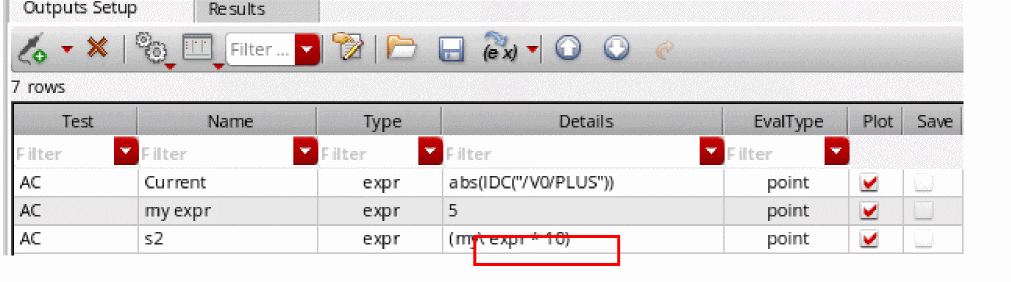 Outputs Setup Results
Filter ... (e x)
7 rows
Test Name Type Details EvalType Plot Save
Filter Filter Filter Filter Filter
AC Current expr abs(IDC("/V0/PLUS")) point
AC my expr expr 5 point
AC s2 expr (my\ expr * 10) point